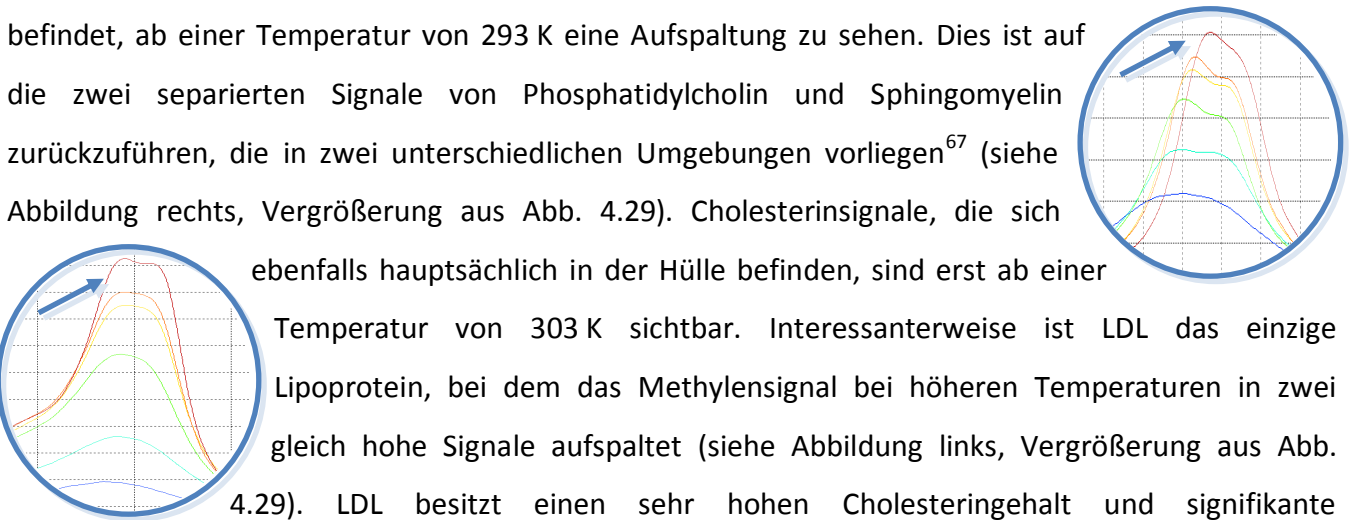 befindet, ab einer Temperatur von 293 K eine Aufspaltung zu sehen. Dies ist auf
die zwei separierten Signale von Phosphatidylcholin und Sphingomyelin
zurückzuführen, die in zwei unterschiedlichen Umgebungen vorliegen⁶⁷ (siehe
Abbildung rechts, Vergrößerung aus Abb. 4.29). Cholesterinsignale, die sich
ebenfalls hauptsächlich in der Hülle befinden, sind erst ab einer
Temperatur von 303 K sichtbar. Interessanterweise ist LDL das einzige
Lipoprotein, bei dem das Methylensignal bei höheren Temperaturen in zwei
gleich hohe Signale aufspaltet (siehe Abbildung links, Vergrößerung aus Abb.
4.29). LDL besitzt einen sehr hohen Cholesteringehalt und signifikante